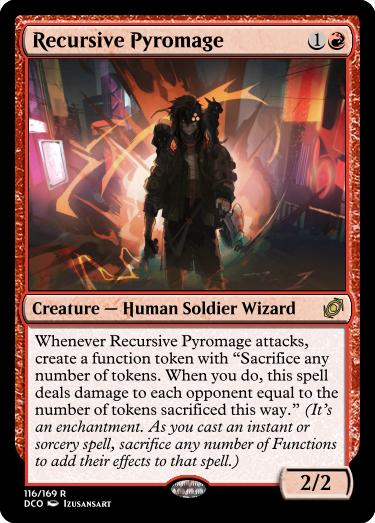 Recursive Pyromage 1
Creature — Human Soldier Wizard
Whenever Recursive Pyromage attacks,
create a function token with “Sacrifice any
number of tokens. When you do, this spell
deals damage to each opponent equal to the
number of tokens sacrificed this way.” (It’s
an enchantment. As you cast an instant or
sorcery spell, sacrifice any number of Functions
to add their effects to that spell.)
2/2
116/169 R
DCO Izusansart